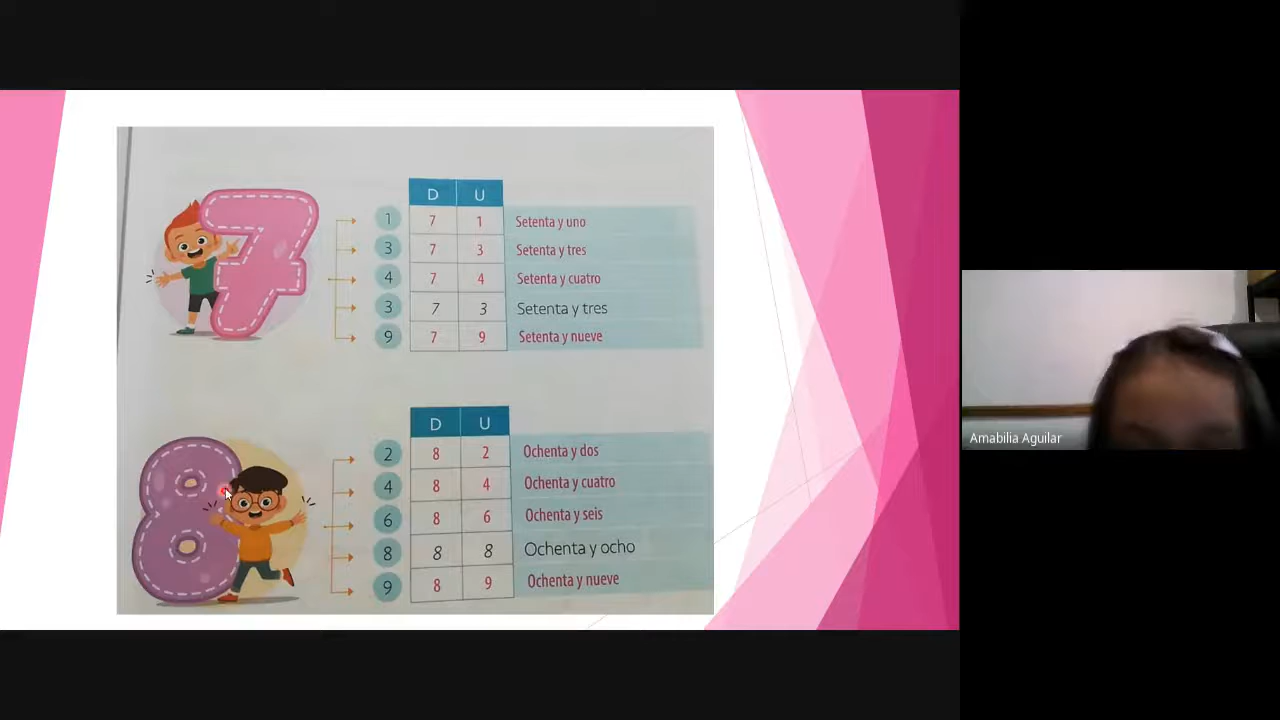 7
D U
1 7 1 Setenta y uno
3 7 3 Setenta y tres
4 7 4 Setenta y cuatro
3 7 3 Setenta y tres
9 7 9 Setenta y nueve
8
D U
2 8 2 Ochenta y dos
4 8 4 Ochenta y cuatro
6 8 6 Ochenta y seis
8 8 8 Ochenta y ocho
9 8 9 Ochenta y nueve
Amabilia Aguilar